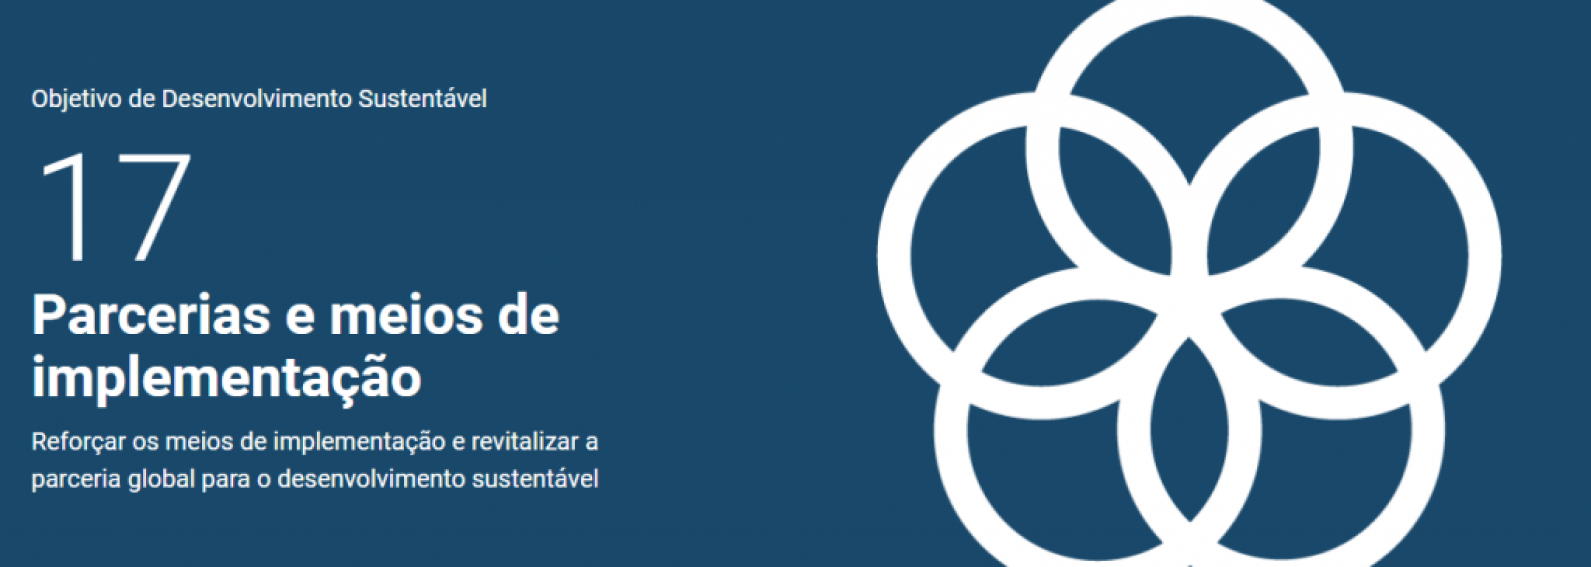 Objetivo de Desenvolvimento Sustentável
17
Parcerias e meios de
implementação
Reforçar os meios de implementação e revitalizar a
parceria global para o desenvolvimento sustentável